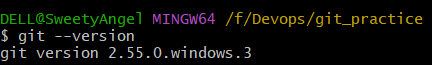 DELL@SweetyAngel MINGW64 /f/Devops/git_practice
$ git --version
git version 2.55.0.windows.3